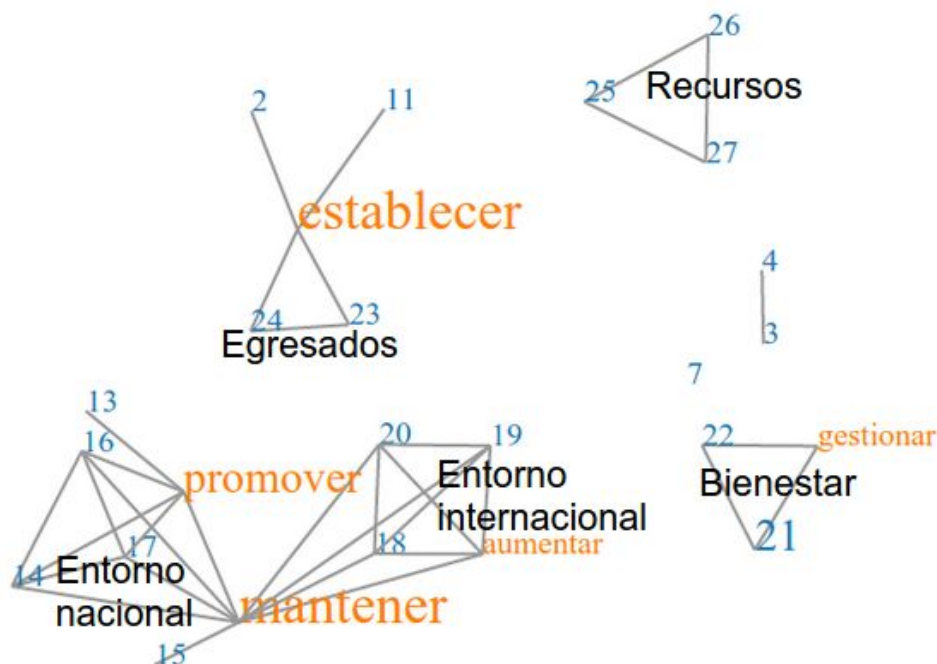 26
2
11
25
Recursos
27
establecer
4
24
23
3
Egresados
7
13
16
20
19
22
gestionar
promover
Entorno
internacional
Bienestar
21
17
18
aumentar
14
Entorno
nacional
mantener
15